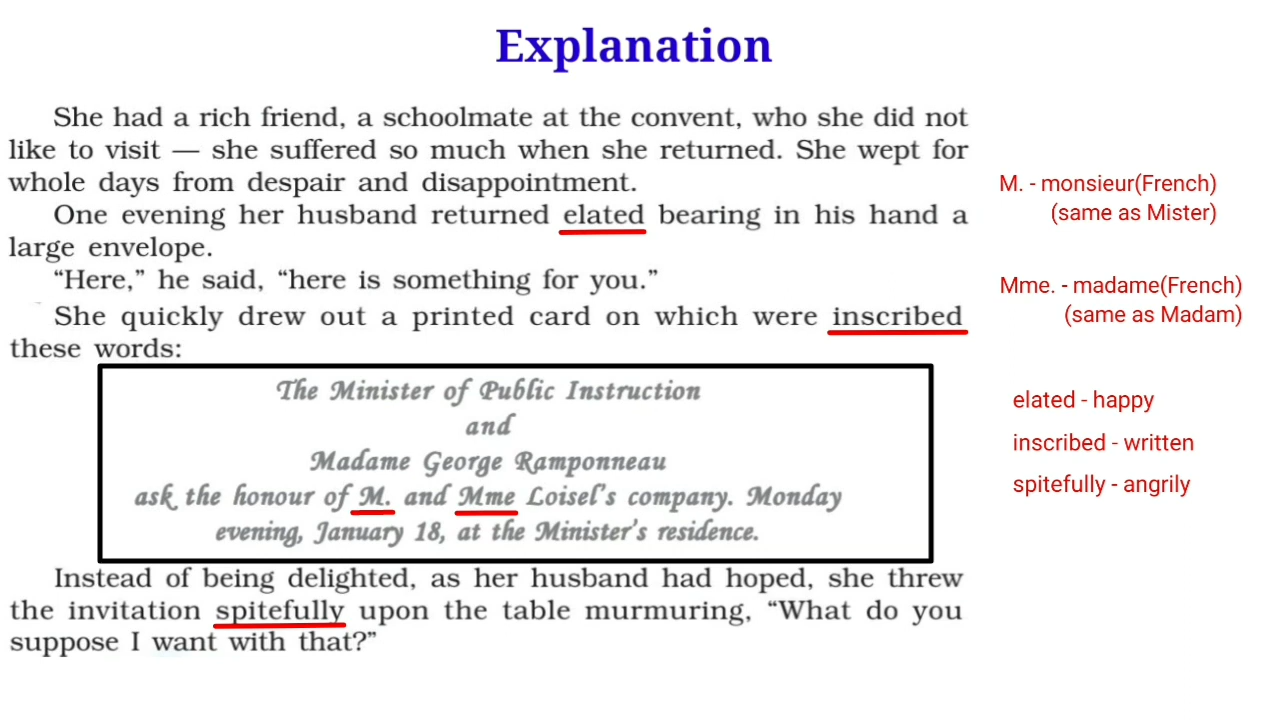 Explanation
She had a rich friend, a schoolmate at the convent, who she did not
like to visit — she suffered so much when she returned. She wept for
whole days from despair and disappointment.
One evening her husband returned elated bearing in his hand a
large envelope.
“Here,” he said, “here is something for you.”
She quickly drew out a printed card on which were inscribed
these words:
The Minister of Public Instruction
and
Madame George Ramponneau
ask the honour of M. and Mme Loisel's company. Monday
evening, January 18, at the Minister's residence.
Instead of being delighted, as her husband had hoped, she threw
the invitation spitefully upon the table murmuring, “What do you
suppose I want with that?”
M. - monsieur(French)
(same as Mister)
Mme. - madame(French)
(same as Madam)
elated - happy
inscribed - written
spitefully - angrily